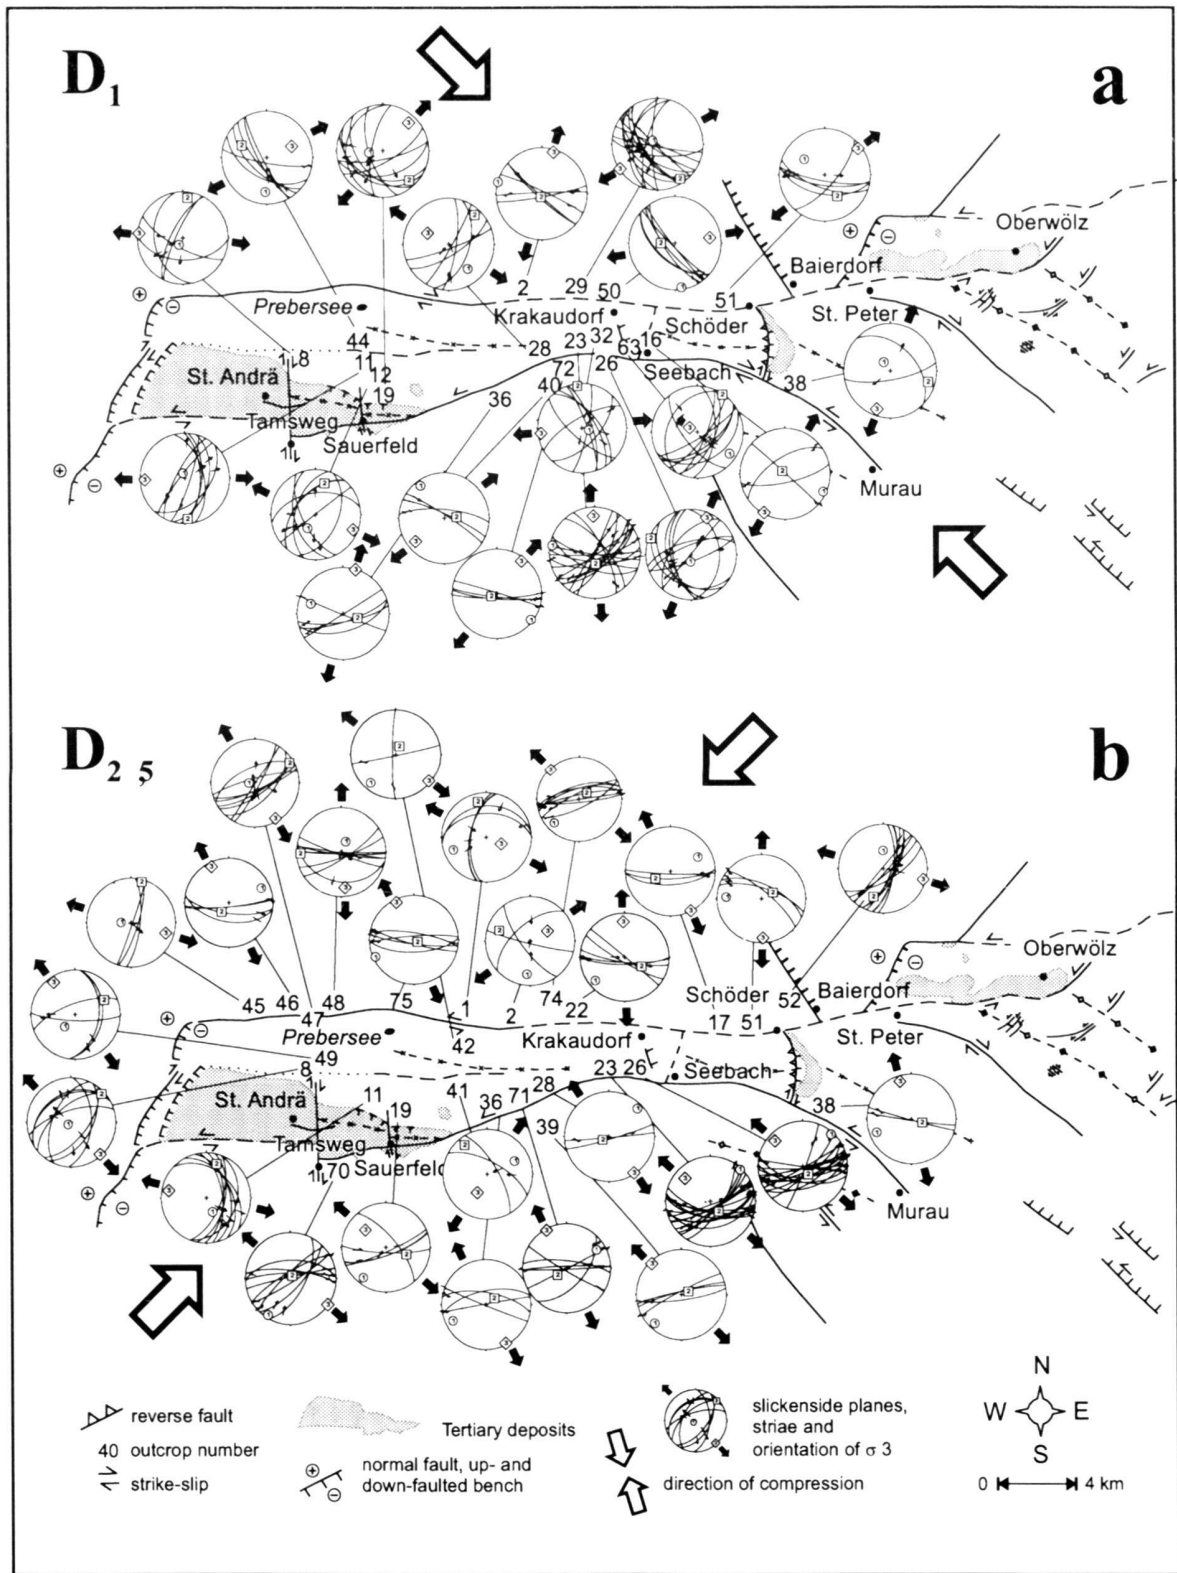 D1
a
2
29
50
51
Oberwölz
Baierdorf
Prebersee
Krakaudorf
Schöder
St. Peter
44
28
23
32
63
16
Seebach
1
8
11
12
19
72
26
40
36
38
St. Andrä
Tamsweg
Sauerfeld
Murau
D2 5
b
45
46
47
48
75
1
2
74
22
17
51
52
Schöder
Baierdorf
Oberwölz
St. Peter
Prebersee
42
Krakaudorf
Seebach
49
8
11
19
41
36
71
28
39
23
26
38
St. Andrä
Tamsweg
70
Sauerfeld
Murau
reverse fault
40 outcrop number
strike-slip
Tertiary deposits
normal fault, up- and
down-faulted bench
slickenside planes,
striae and
orientation of σ 3
direction of compression
N
W E
S
0 4 km